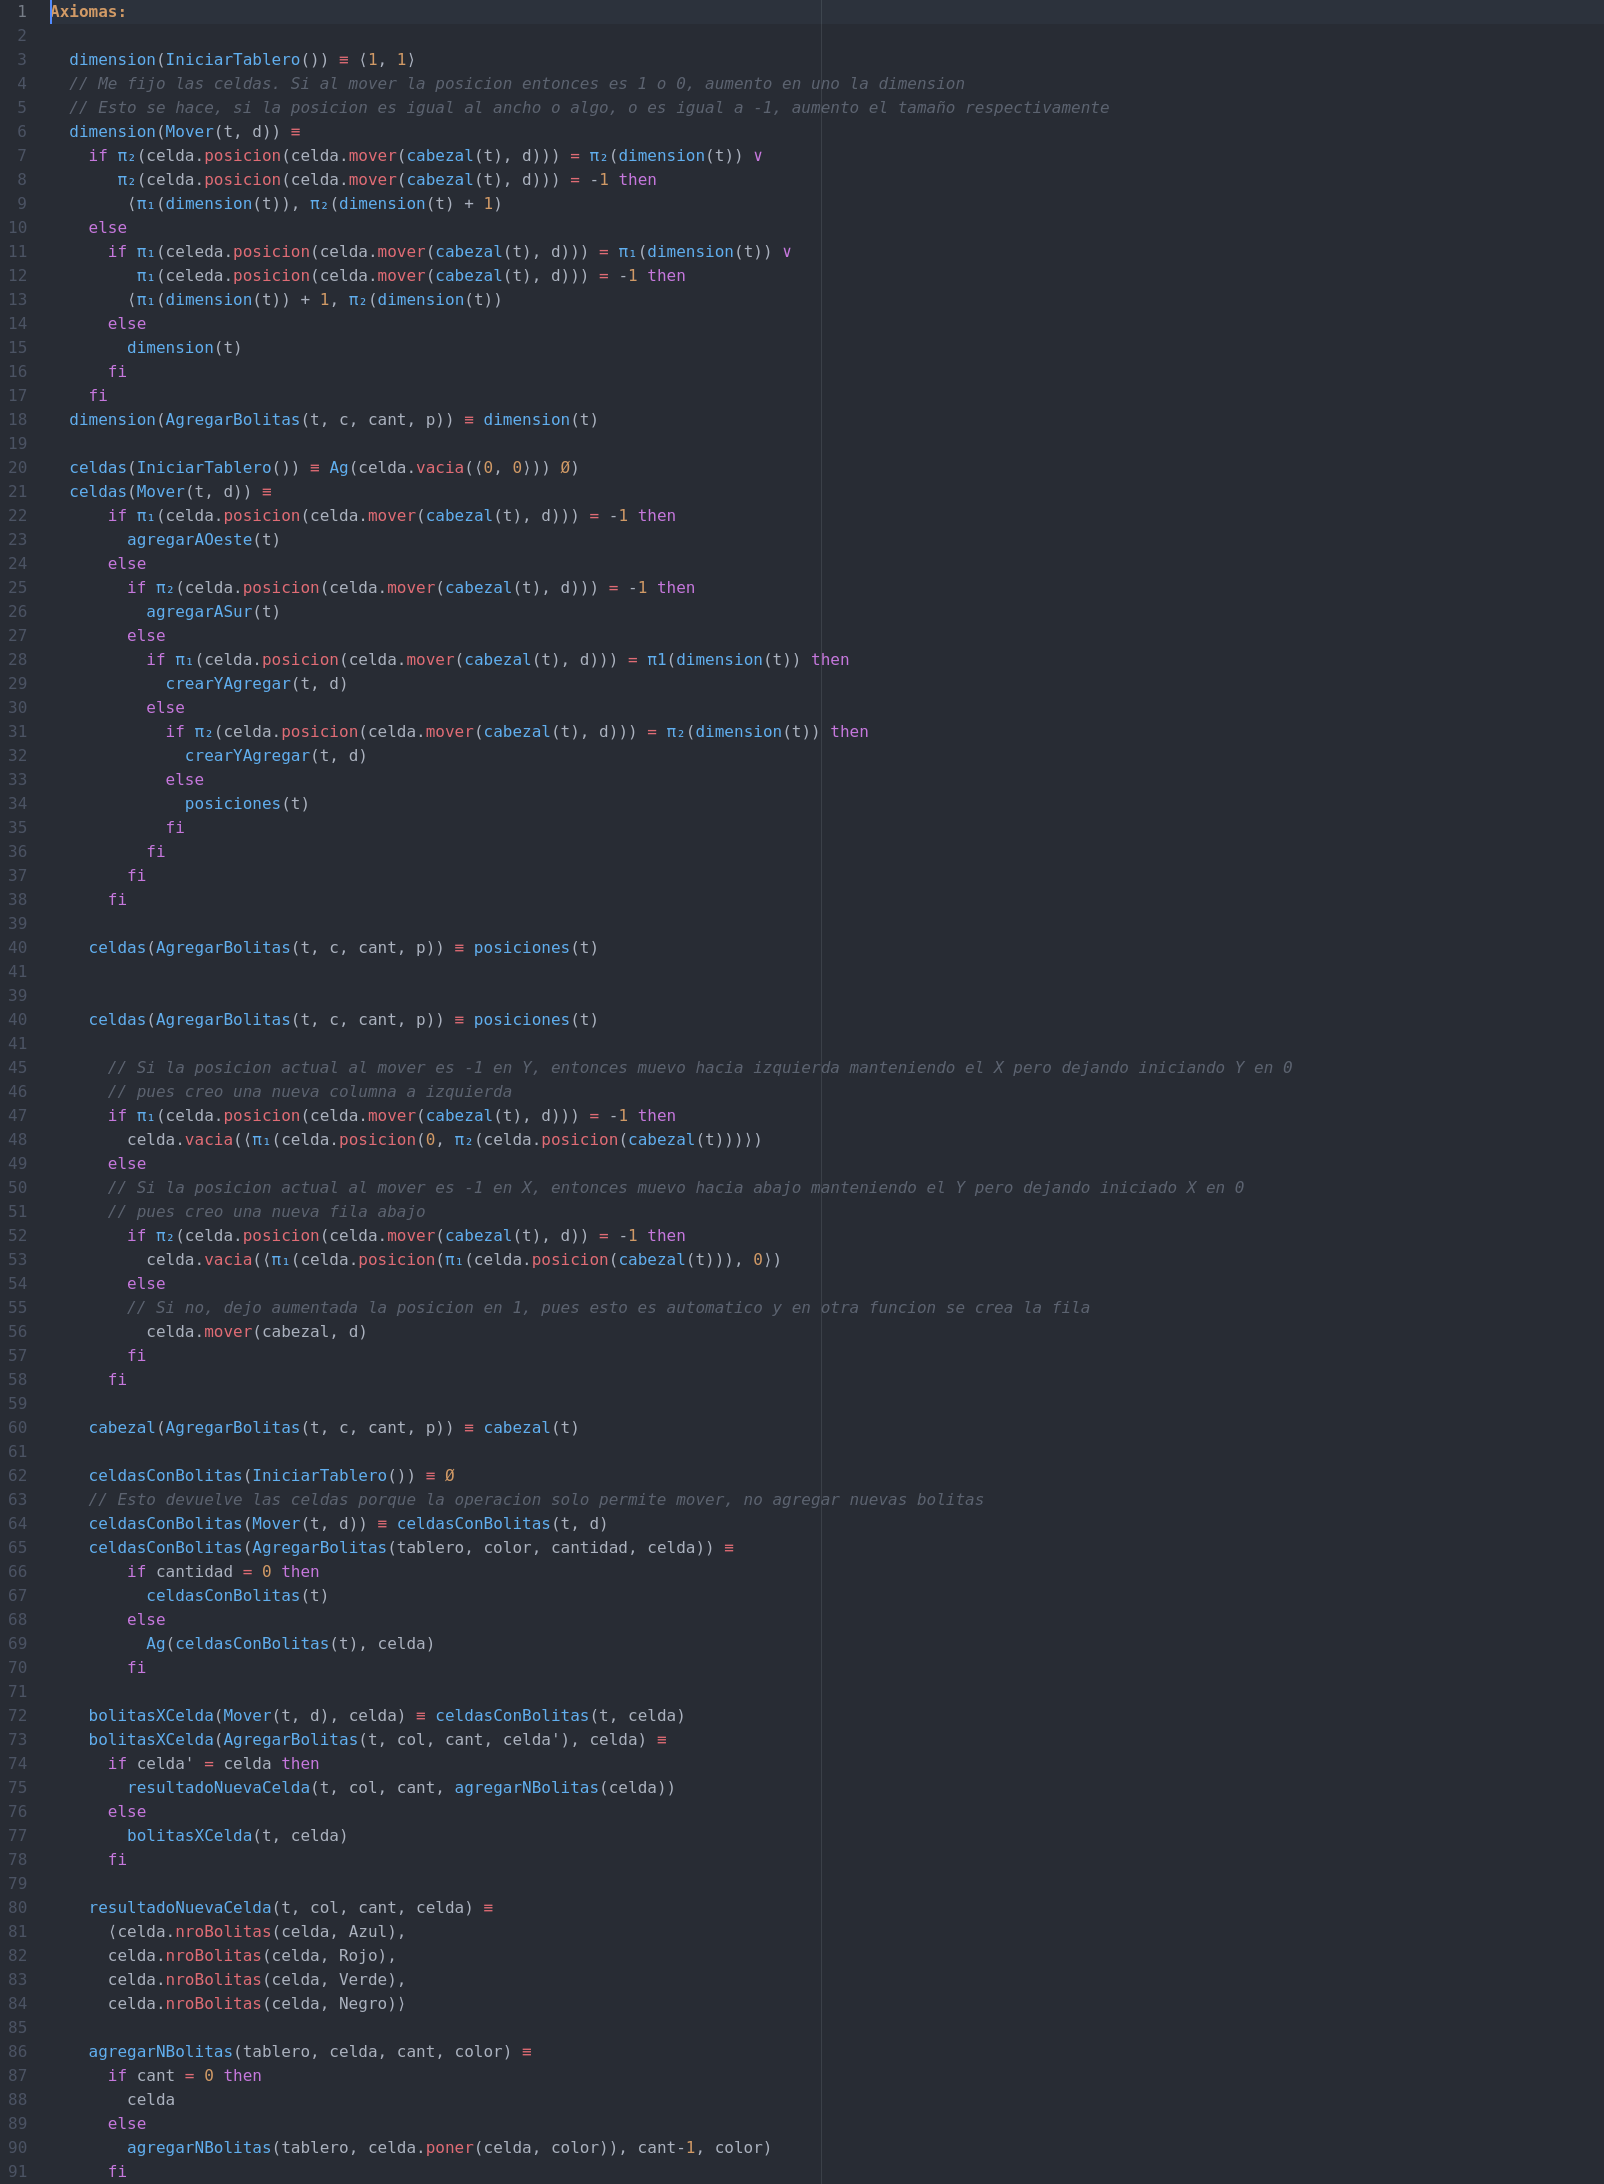 1 Axiomas:
2
3 dimension(IniciarTablero()) ≡ ⟨1, 1⟩
4 // Me fijo las celdas. Si al mover la posicion entonces es 1 o 0, aumento en uno la dimension
5 // Esto se hace, si la posicion es igual al ancho o algo, o es igual a -1, aumento el tamaño respectivamente
6 dimension(Mover(t, d)) ≡
7 if π₂(celda.posicion(celda.mover(cabezal(t), d))) = π₂(dimension(t)) ∨
8 π₂(celda.posicion(celda.mover(cabezal(t), d))) = -1 then
9 ⟨π₁(dimension(t)), π₂(dimension(t) + 1⟩
10 else
11 if π₁(celeda.posicion(celda.mover(cabezal(t), d))) = π₁(dimension(t)) ∨
12 π₁(celeda.posicion(celda.mover(cabezal(t), d))) = -1 then
13 ⟨π₁(dimension(t)) + 1, π₂(dimension(t)⟩
14 else
15 dimension(t)
16 fi
17 fi
18 dimension(AgregarBolitas(t, c, cant, p)) ≡ dimension(t)
19
20 celdas(IniciarTablero()) ≡ Ag(celda.vacia(⟨0, 0⟩)) Ø)
21 celdas(Mover(t, d)) ≡
22 if π₁(celda.posicion(celda.mover(cabezal(t), d))) = -1 then
23 agregarAOeste(t)
24 else
25 if π₂(celda.posicion(celda.mover(cabezal(t), d))) = -1 then
26 agregarASur(t)
27 else
28 if π₁(celda.posicion(celda.mover(cabezal(t), d))) = π1(dimension(t)) then
29 crearYAgregar(t, d)
30 else
31 if π₂(celda.posicion(celda.mover(cabezal(t), d))) = π₂(dimension(t)) then
32 crearYAgregar(t, d)
33 else
34 posiciones(t)
35 fi
36 fi
37 fi
38 fi
39
40 celdas(AgregarBolitas(t, c, cant, p)) ≡ posiciones(t)
41
39
40 celdas(AgregarBolitas(t, c, cant, p)) ≡ posiciones(t)
41
45 // Si la posicion actual al mover es -1 en Y, entonces muevo hacia izquierda manteniendo el X pero dejando iniciando Y en 0
46 // pues creo una nueva columna a izquierda
47 if π₁(celda.posicion(celda.mover(cabezal(t), d))) = -1 then
48 celda.vacia(⟨π₁(celda.posicion(0, π₂(celda.posicion(cabezal(t)))⟩)
49 else
50 // Si la posicion actual al mover es -1 en X, entonces muevo hacia abajo manteniendo el Y pero dejando iniciado X en 0
51 // pues creo una nueva fila abajo
52 if π₂(celda.posicion(celda.mover(cabezal(t), d)) = -1 then
53 celda.vacia(⟨π₁(celda.posicion(π₁(celda.posicion(cabezal(t))), 0⟩)
54 else
55 // Si no, dejo aumentada la posicion en 1, pues esto es automatico y en otra funcion se crea la fila
56 celda.mover(cabezal, d)
57 fi
58 fi
59
60 cabezal(AgregarBolitas(t, c, cant, p)) ≡ cabezal(t)
61
62 celdasConBolitas(IniciarTablero()) ≡ Ø
63 // Esto devuelve las celdas porque la operacion solo permite mover, no agregar nuevas bolitas
64 celdasConBolitas(Mover(t, d)) ≡ celdasConBolitas(t, d)
65 celdasConBolitas(AgregarBolitas(tablero, color, cantidad, celda)) ≡
66 if cantidad = 0 then
67 celdasConBolitas(t)
68 else
69 Ag(celdasConBolitas(t), celda)
70 fi
71
72 bolitasXCelda(Mover(t, d), celda) ≡ celdasConBolitas(t, celda)
73 bolitasXCelda(AgregarBolitas(t, col, cant, celda'), celda) ≡
74 if celda' = celda then
75 resultadoNuevaCelda(t, col, cant, agregarNBolitas(celda))
76 else
77 bolitasXCelda(t, celda)
78 fi
79
80 resultadoNuevaCelda(t, col, cant, celda) ≡
81 ⟨celda.nroBolitas(celda, Azul),
82 celda.nroBolitas(celda, Rojo),
83 celda.nroBolitas(celda, Verde),
84 celda.nroBolitas(celda, Negro)⟩
85
86 agregarNBolitas(tablero, celda, cant, color) ≡
87 if cant = 0 then
88 celda
89 else
90 agregarNBolitas(tablero, celda.poner(celda, color)), cant-1, color)
91 fi